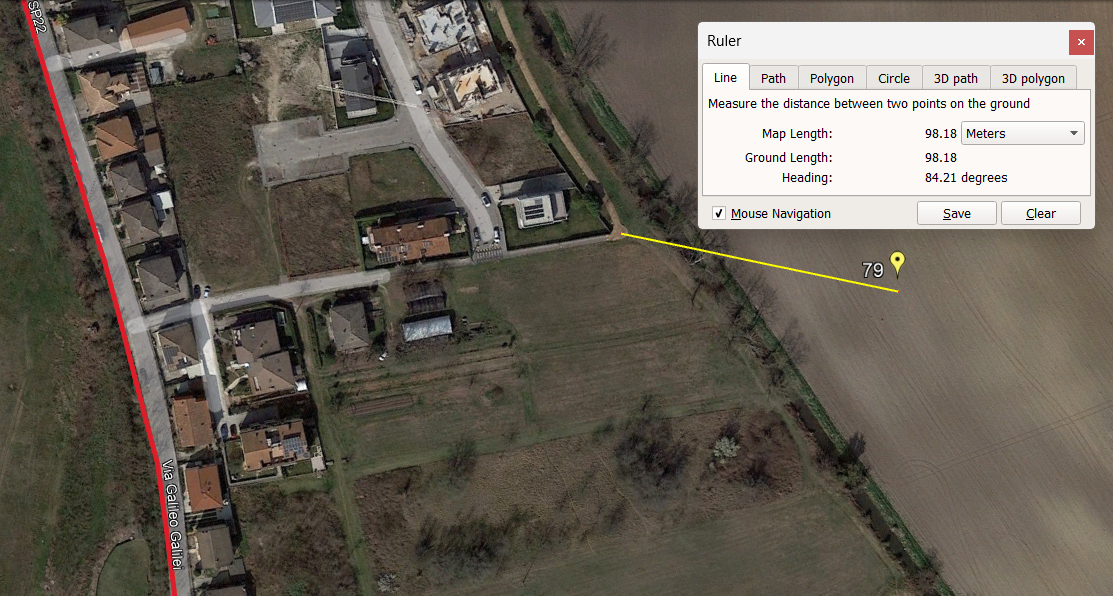 SP22
Ruler
Line
Path
Polygon
Circle
3D path
3D polygon
Measure the distance between two points on the ground
Map Length: 98.18 Meters
Ground Length: 98.18
Heading: 84.21 degrees
Mouse Navigation
Save
Clear
79
Via Galileo Galilei